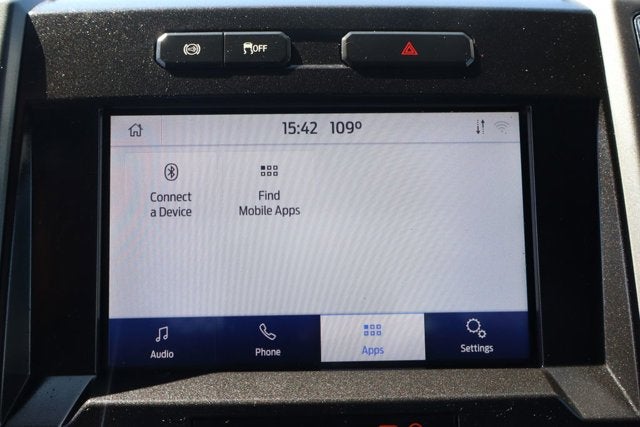 OFF
15:42 109°
Connect
a Device
Find
Mobile Apps
Audio
Phone
Apps
Settings